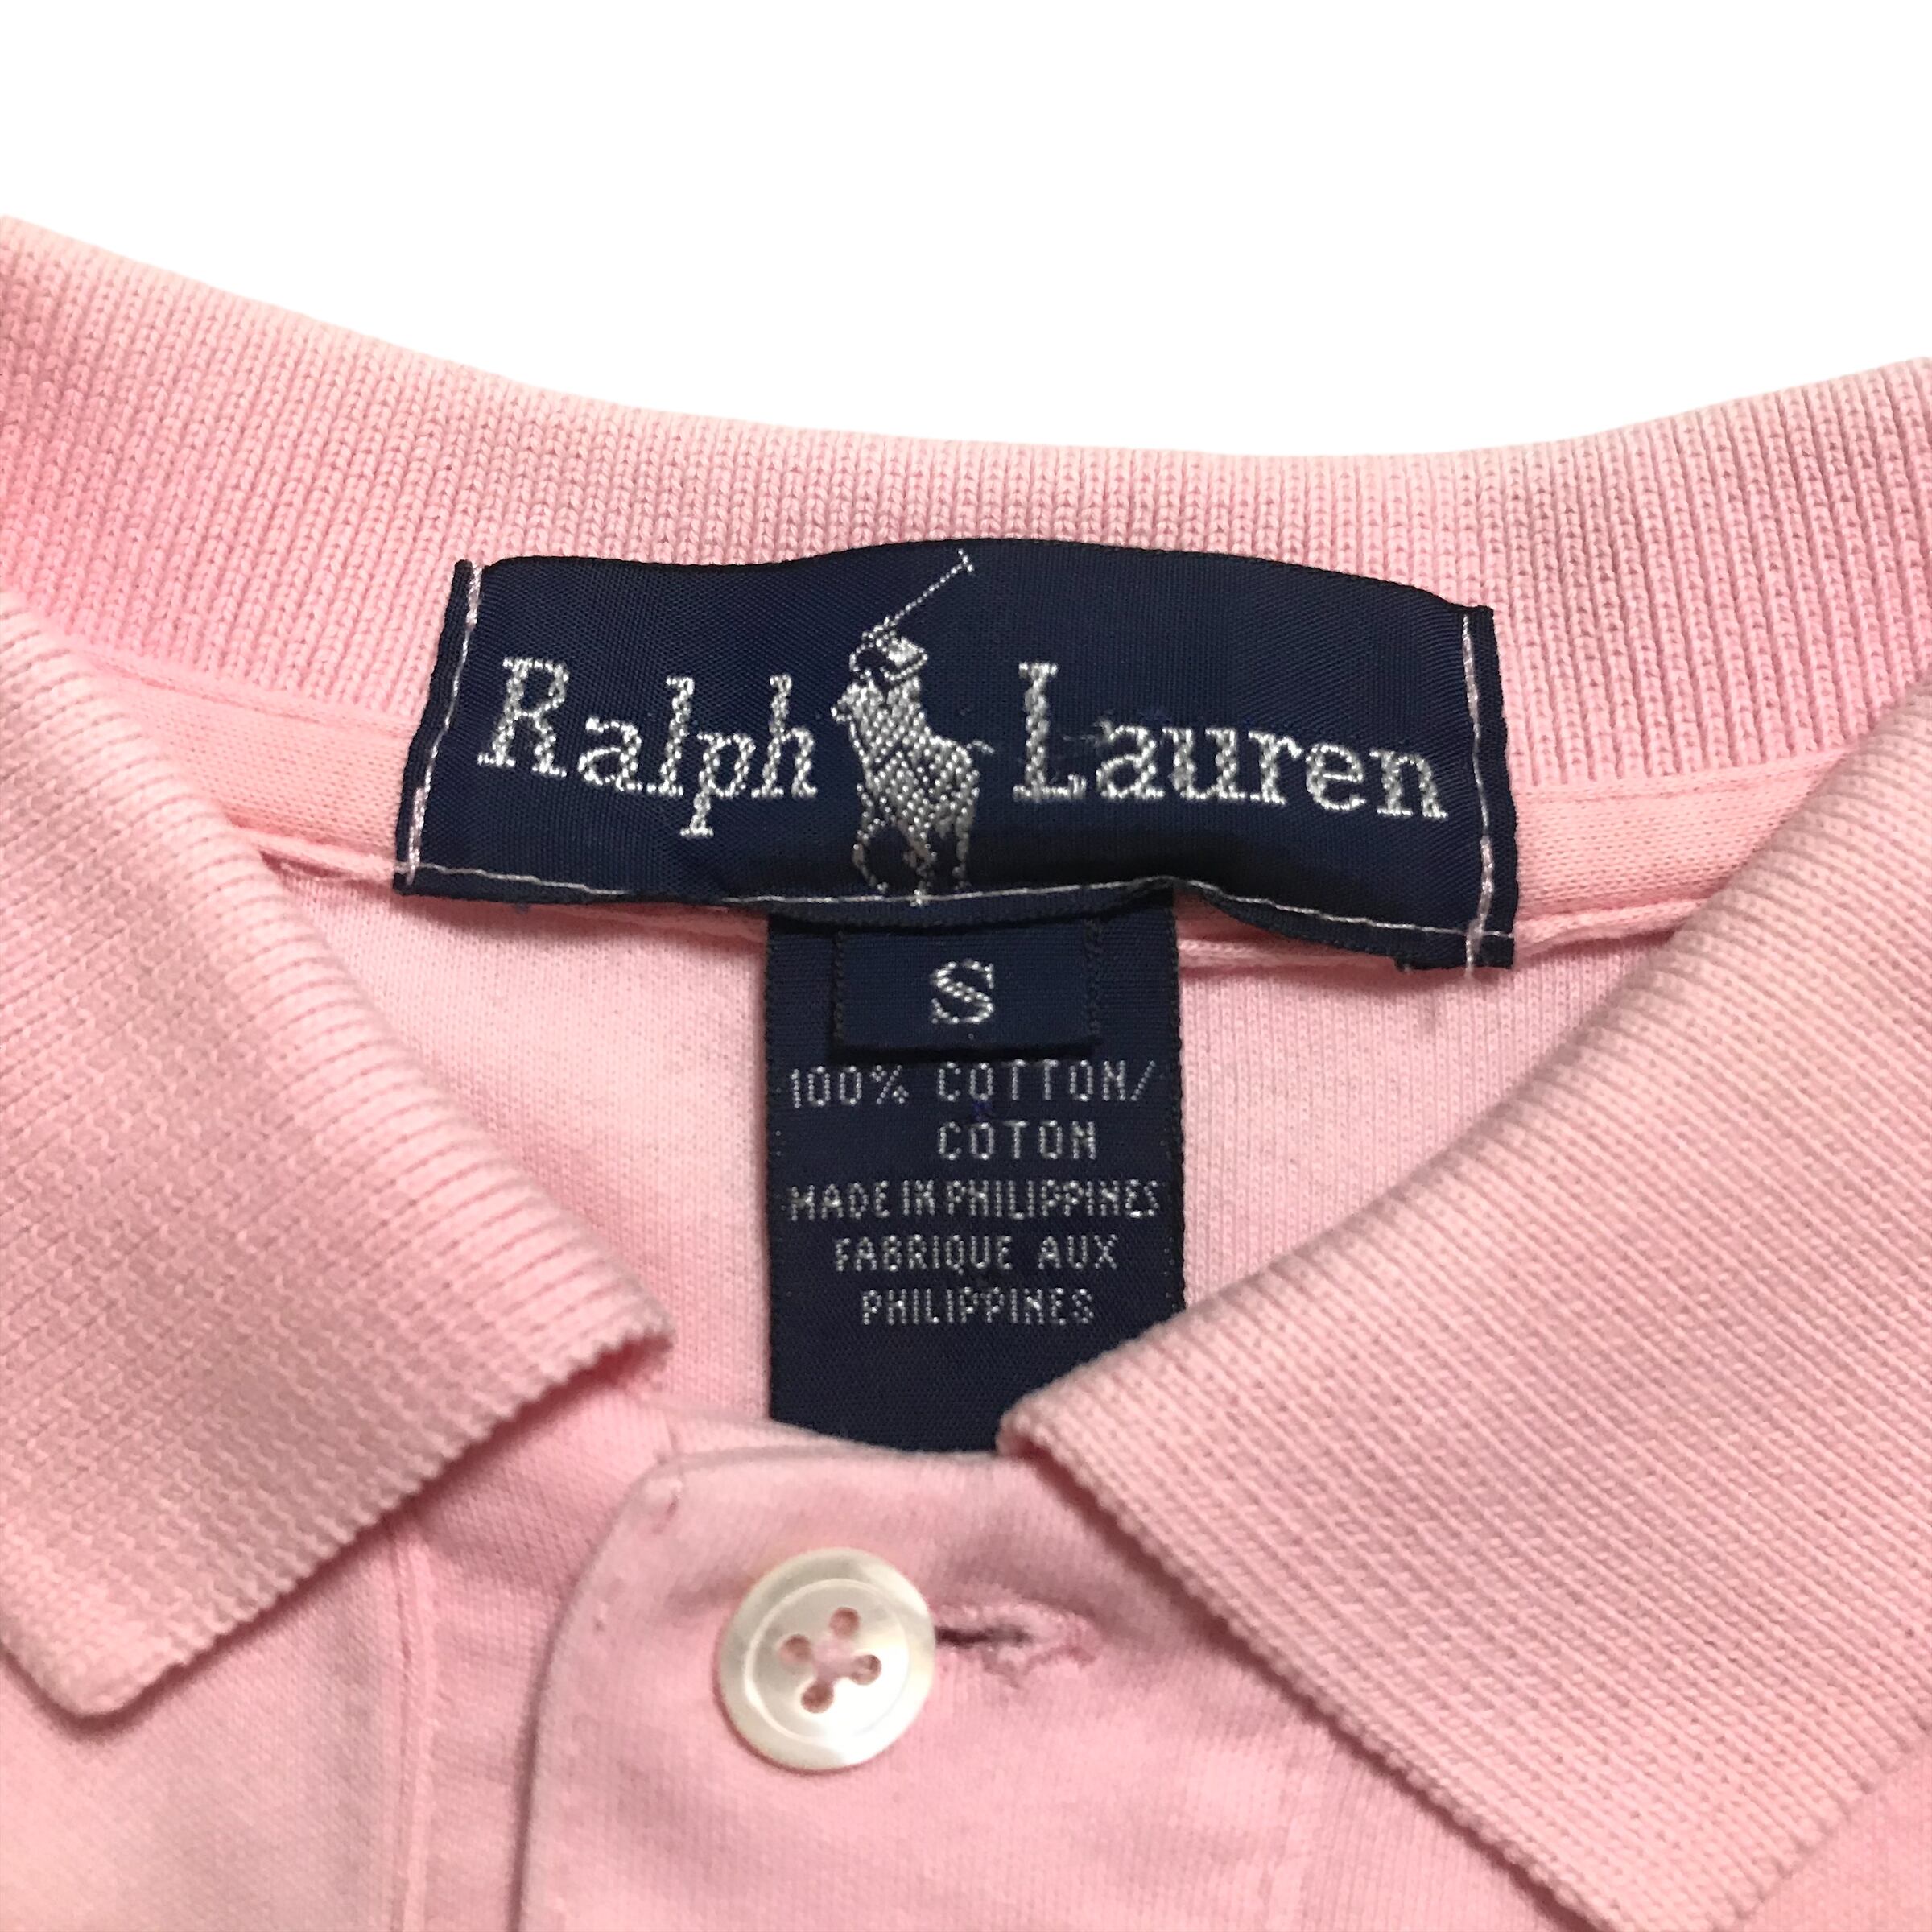 Ralph Lauren
S
100% COTTON/
COTON
MADE IN PHILIPPINES
FABRIQUE AUX
PHILIPPINES